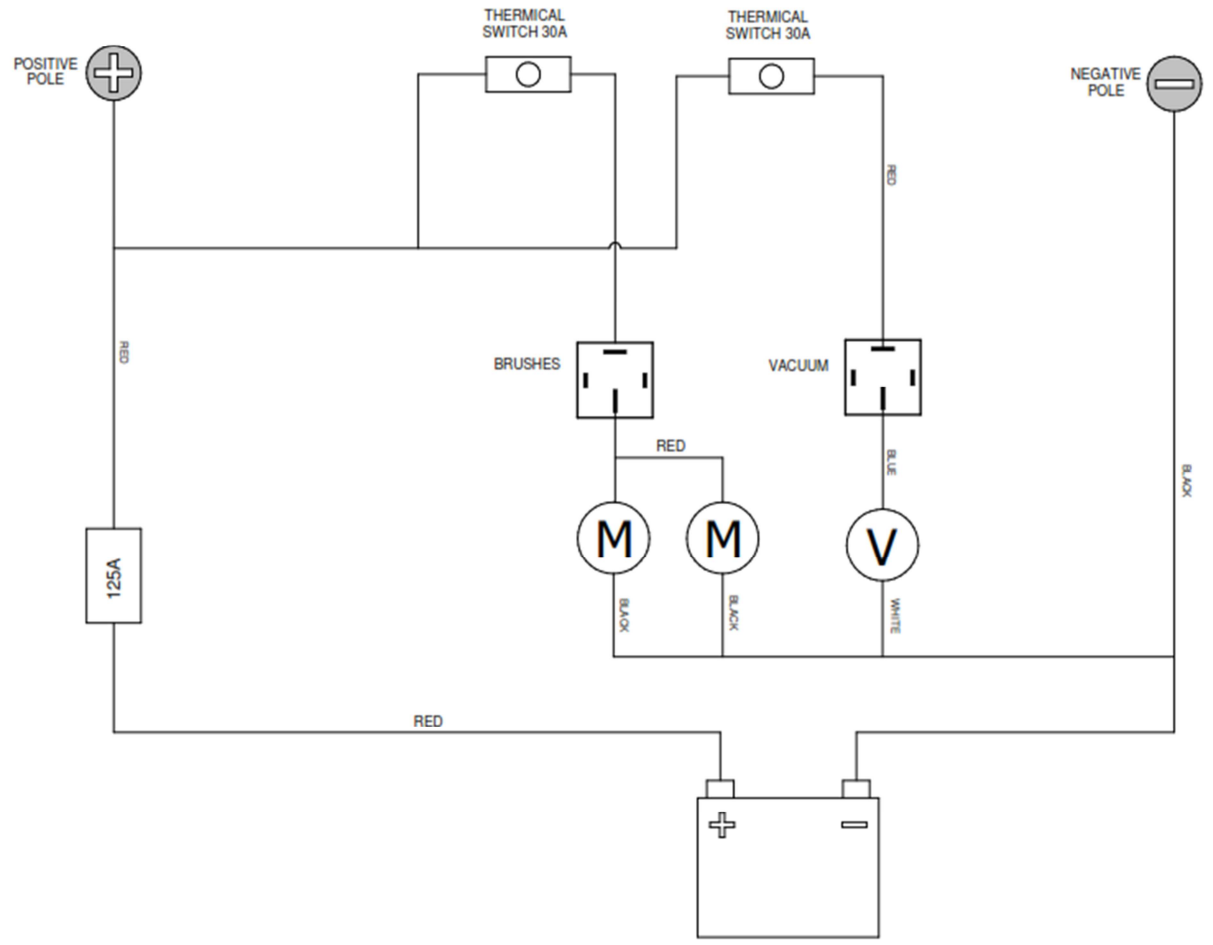 THERMICAL
SWITCH 30A
THERMICAL
SWITCH 30A
POSITIVE
POLE
NEGATIVE
POLE
RED
RED
BRUSHES
VACUUM
RED
BLUE
BLACK
M
M
V
125A
BLACK
BLACK
WHITE
RED